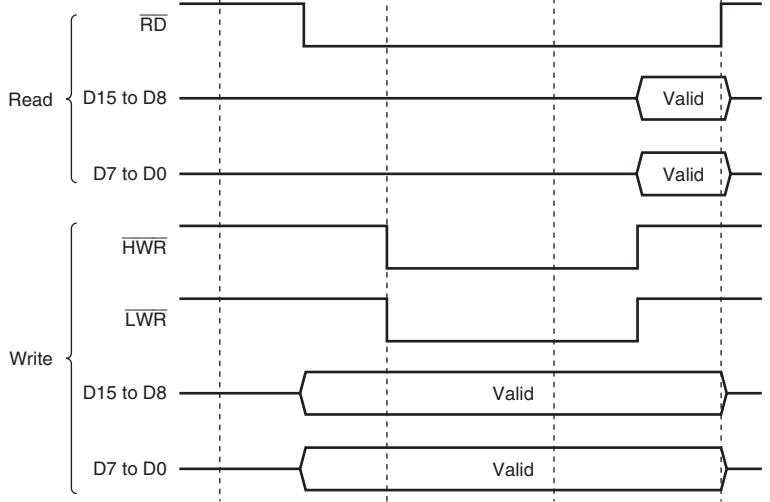 RD
Read
D15 to D8
Valid
D7 to D0
Valid
HWR
LWR
Write
D15 to D8
Valid
D7 to D0
Valid